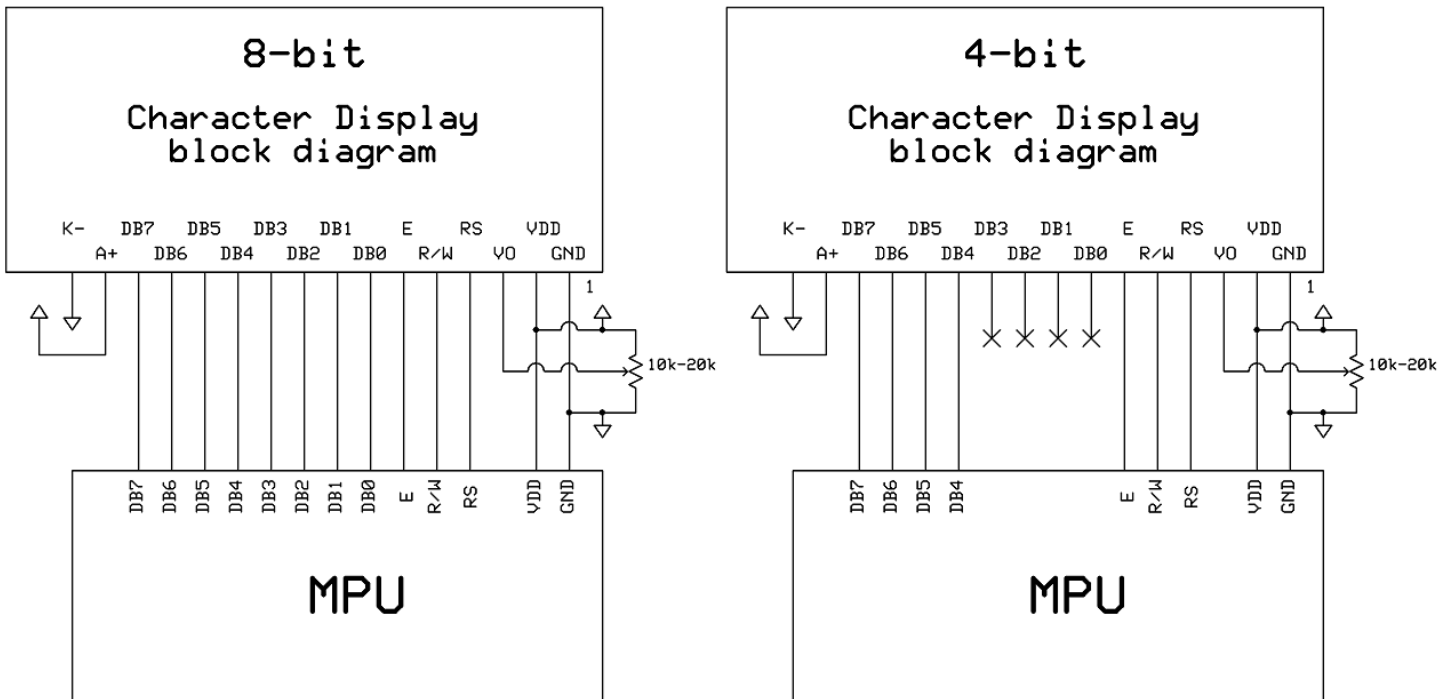 8-bit
Character Display
block diagram
K- DB7 DB5 DB3 DB1 E RS VDD
A+ DB6 DB4 DB2 DB0 R/W VO GND
1
10k-20k
DB7 DB6 DB5 DB4 DB3 DB2 DB1 DB0 E R/W RS VDD GND
MPU
4-bit
Character Display
block diagram
K- DB7 DB5 DB3 DB1 E RS VDD
A+ DB6 DB4 DB2 DB0 R/W VO GND
1
10k-20k
DB7 DB6 DB5 DB4 E R/W RS VDD GND
MPU